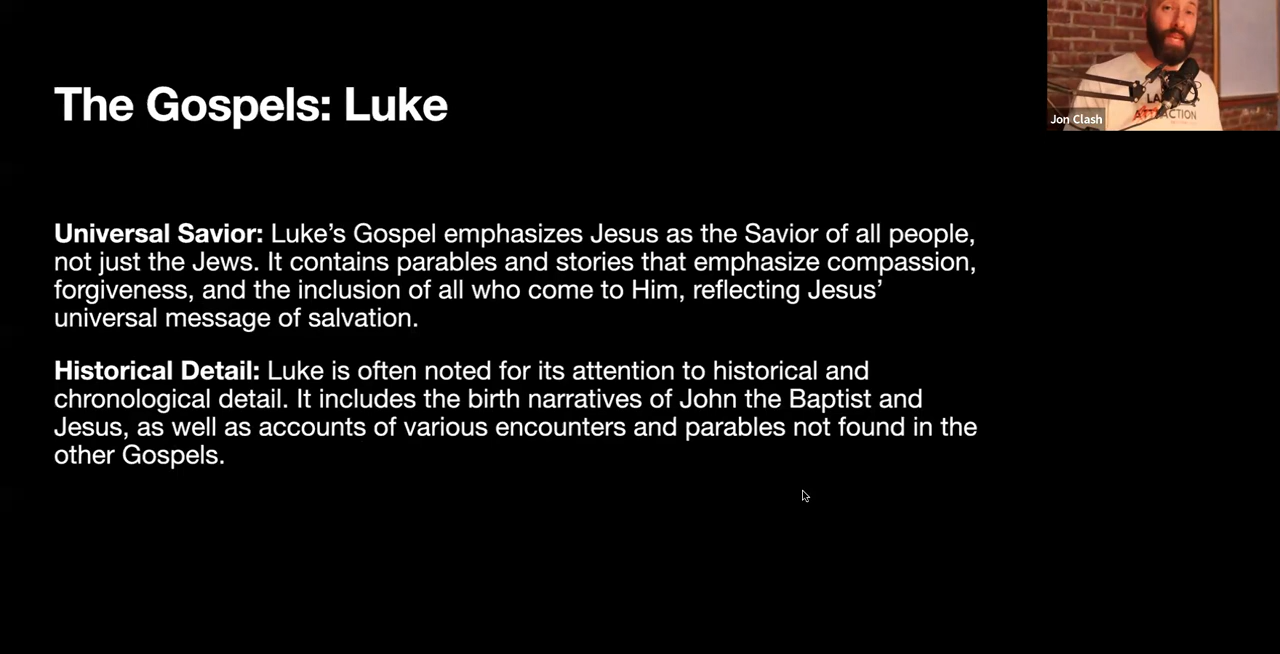 The Gospels: Luke
Jon Clash
Universal Savior: Luke’s Gospel emphasizes Jesus as the Savior of all people,
not just the Jews. It contains parables and stories that emphasize compassion,
forgiveness, and the inclusion of all who come to Him, reflecting Jesus’
universal message of salvation.
Historical Detail: Luke is often noted for its attention to historical and
chronological detail. It includes the birth narratives of John the Baptist and
Jesus, as well as accounts of various encounters and parables not found in the
other Gospels.